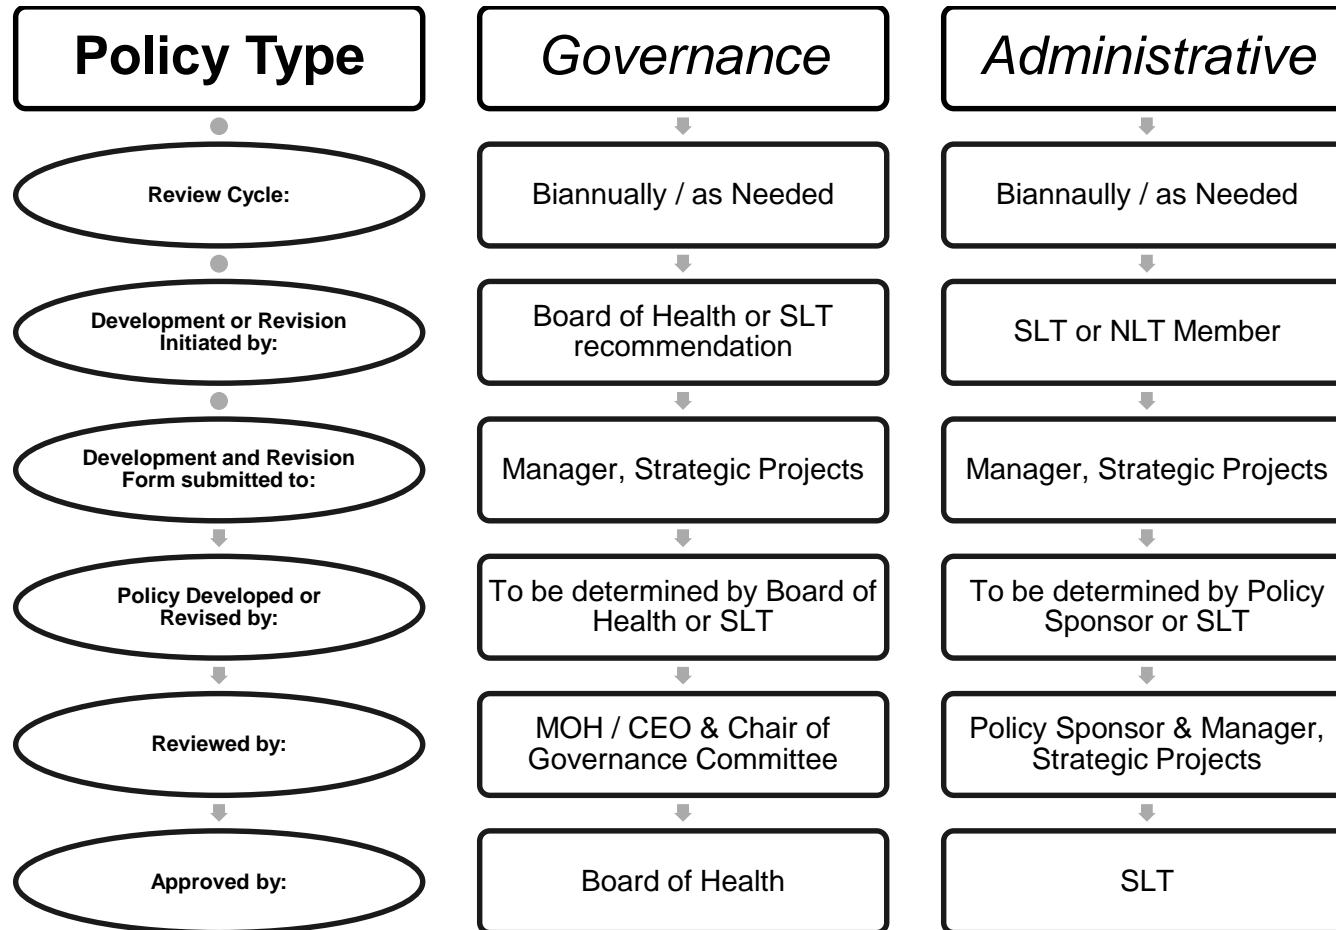 Policy Type
Governance
Administrative
Review Cycle:
Biannually / as Needed
Biannaully / as Needed
Development or Revision
Initiated by:
Board of Health or SLT
recommendation
SLT or NLT Member
Development and Revision
Form submitted to:
Manager, Strategic Projects
Manager, Strategic Projects
Policy Developed or
Revised by:
To be determined by Board of
Health or SLT
To be determined by Policy
Sponsor or SLT
Reviewed by:
MOH / CEO & Chair of
Governance Committee
Policy Sponsor & Manager,
Strategic Projects
Approved by:
Board of Health
SLT